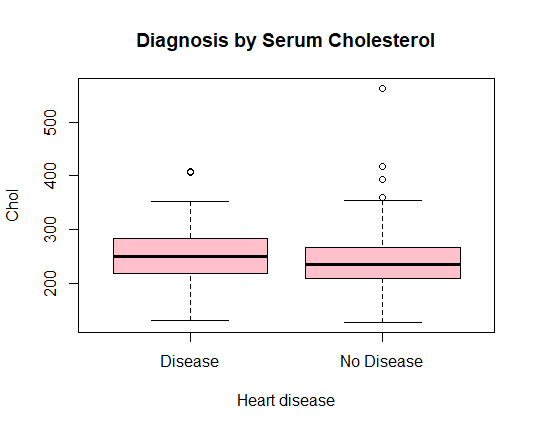 Diagnosis by Serum Cholesterol
Chol
500
400
300
200
Disease
No Disease
Heart disease